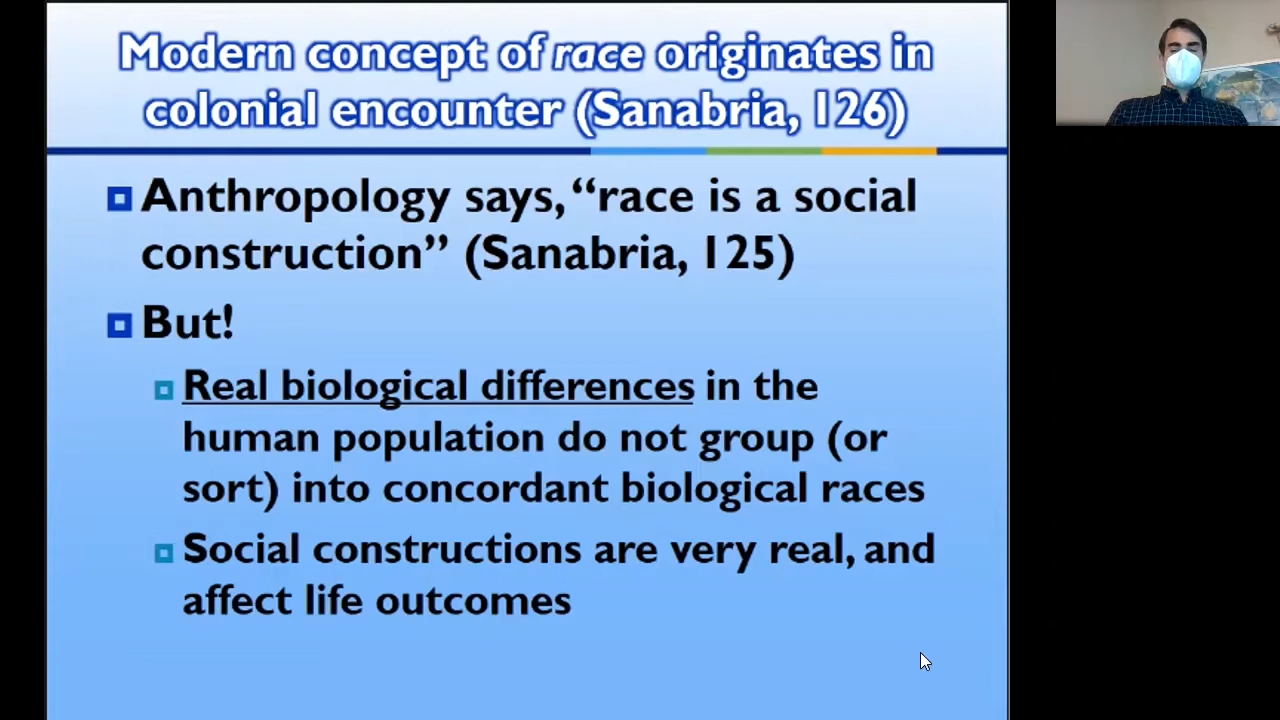 Modern concept of race originates in
colonial encounter (Sanabria, 126)
Anthropology says, “race is a social
construction” (Sanabria, 125)
But!
Real biological differences in the
human population do not group (or
sort) into concordant biological races
Social constructions are very real, and
affect life outcomes